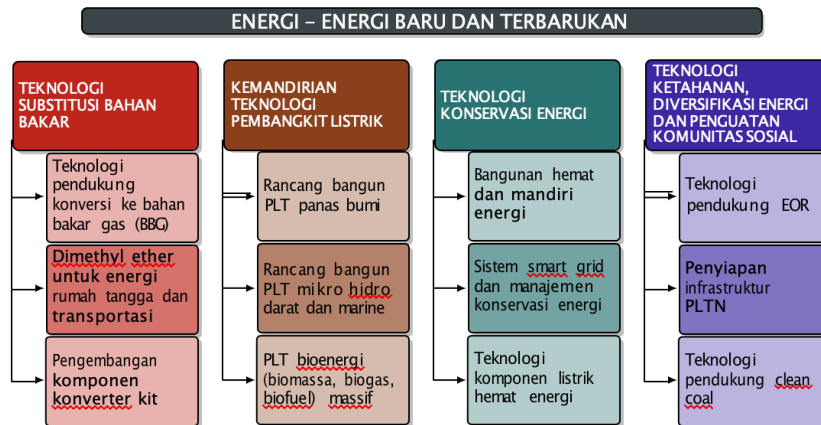 ENERGI – ENERGI BARU DAN TERBARUKAN
TEKNOLOGI
SUBSTITUSI BAHAN
BAKAR
Teknologi
pendukung
konversi ke bahan
bakar gas (BBG)
Dimethyl ether
untuk energi
rumah tangga dan
transportasi
Pengembangan
komponen
konverter kit
KEMANDIRIAN
TEKNOLOGI
PEMBANGKIT LISTRIK
Rancang bangun
PLT panas bumi
Rancang bangun
PLT mikro hidro
darat dan marine
PLT bioenergi
(biomassa, biogas,
biofuel) massif
TEKNOLOGI
KONSERVASI ENERGI
Bangunan hemat
dan mandiri
energi
Sistem smart grid
dan manajemen
konservasi energi
Teknologi
komponen listrik
hemat energi
TEKNOLOGI
KETAHANAN,
DIVERSIFIKASI ENERGI
DAN PENGUATAN
KOMUNITAS SOSIAL
Teknologi
pendukung EOR
Penyiapan
infrastruktur
PLTN
Teknologi
pendukung clean
coal